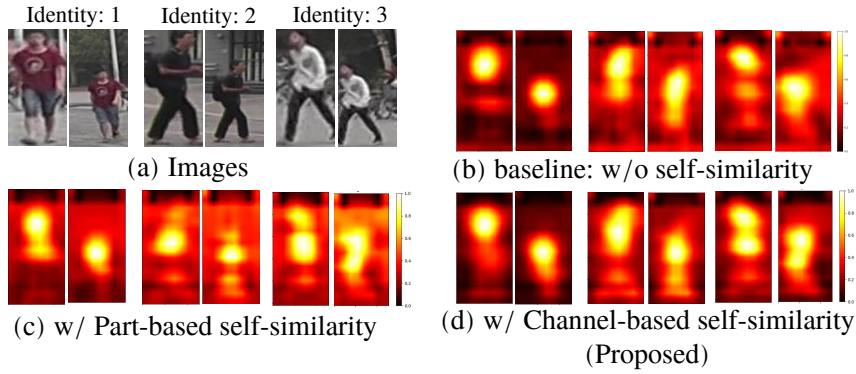 Identity: 1 Identity: 2 Identity: 3
(a) Images
(b) baseline: w/o self-similarity
1.0
0.8
0.6
0.4
0.2
0.0
(c) w/ Part-based self-similarity
1.0
0.8
0.6
0.4
0.2
0.0
(d) w/ Channel-based self-similarity
(Proposed)